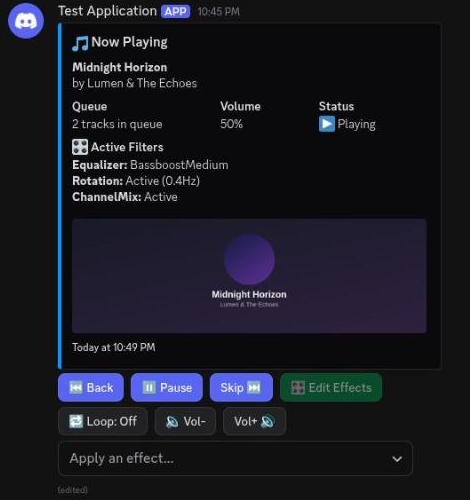 Test Application APP 10:45 PM
🎵 Now Playing
Midnight Horizon
by Lumen & The Echoes
Queue Volume Status
2 tracks in queue 50% ▶️ Playing
🎛️ Active Filters
Equalizer: BassboostMedium
Rotation: Active (0.4Hz)
ChannelMix: Active
Midnight Horizon
Lumen & The Echoes
Today at 10:49 PM
⏮️ Back ⏸️ Pause Skip ⏭️ 🎛️ Edit Effects
🔁 Loop: Off 🔉 Vol- Vol+ 🔊
Apply an effect...
(edited)